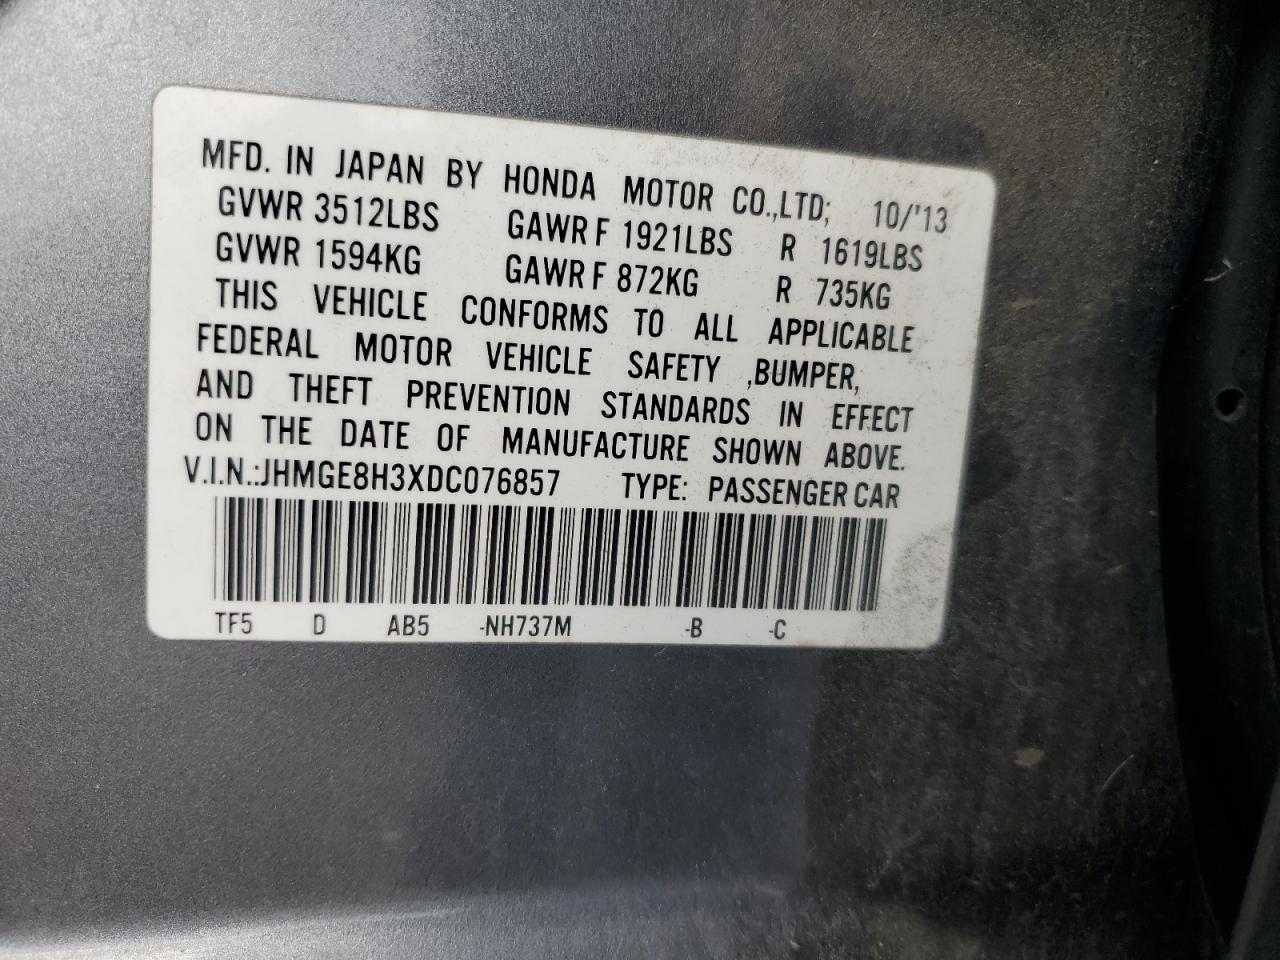 MFD. IN JAPAN BY HONDA MOTOR CO.,LTD; 10/'13
GVWR 3512LBS GAWR F 1921LBS R 1619LBS
GVWR 1594KG GAWR F 872KG R 735KG
THIS VEHICLE CONFORMS TO ALL APPLICABLE
FEDERAL MOTOR VEHICLE SAFETY ,BUMPER,
AND THEFT PREVENTION STANDARDS IN EFFECT
ON THE DATE OF MANUFACTURE SHOWN ABOVE.
V.I.N.:JHMGE8H3XDC076857 TYPE: PASSENGER CAR
TF5 D AB5 -NH737M -B -C